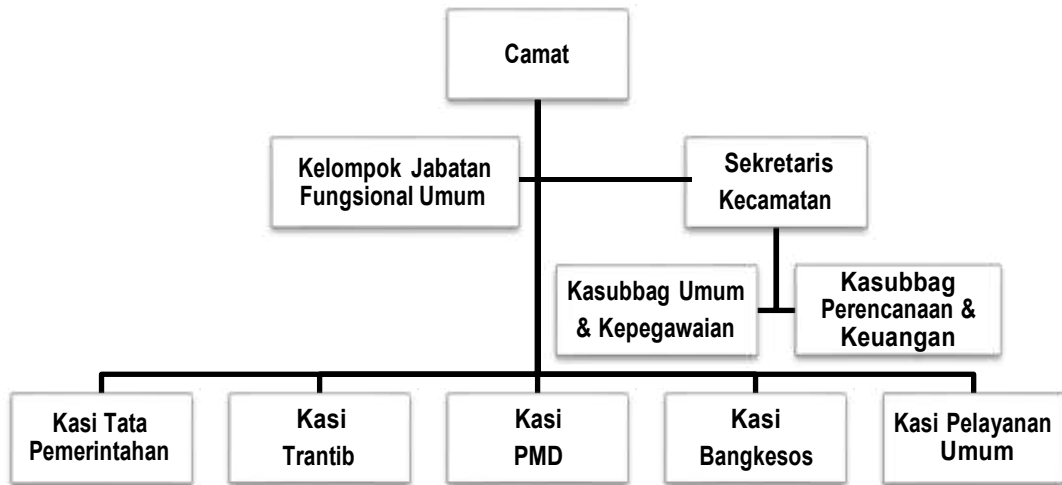 Camat
Kelompok Jabatan
Fungsional Umum
Sekretaris
Kecamatan
Kasubbag Umum
& Kepegawaian
Kasubbag
Perencanaan &
Keuangan
Kasi Tata
Pemerintahan
Kasi
Trantib
Kasi
PMD
Kasi
Bangkesos
Kasi Pelayanan
Umum